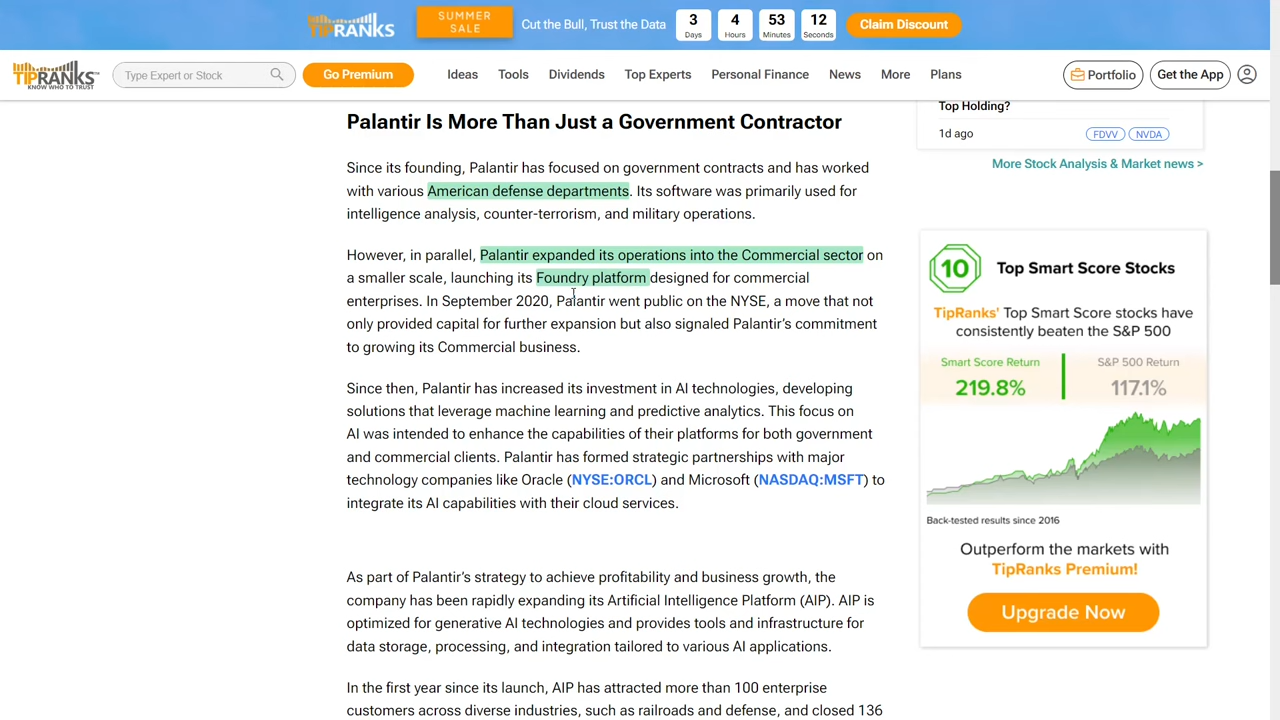 TIPRANKS
SUMMER
SALE
Cut the Bull, Trust the Data
3
Days
4
Hours
53
Minutes
12
Seconds
Claim Discount
TIPRANKS™
KNOW WHO TO TRUST
Type Expert or Stock
Go Premium
Ideas
Tools
Dividends
Top Experts
Personal Finance
News
More
Plans
Portfolio
Get the App
Palantir Is More Than Just a Government Contractor
Since its founding, Palantir has focused on government contracts and has worked
with various American defense departments. Its software was primarily used for
intelligence analysis, counter-terrorism, and military operations.
However, in parallel, Palantir expanded its operations into the Commercial sector on
a smaller scale, launching its Foundry platform designed for commercial
enterprises. In September 2020, Palantir went public on the NYSE, a move that not
only provided capital for further expansion but also signaled Palantir’s commitment
to growing its Commercial business.
Since then, Palantir has increased its investment in AI technologies, developing
solutions that leverage machine learning and predictive analytics. This focus on
AI was intended to enhance the capabilities of their platforms for both government
and commercial clients. Palantir has formed strategic partnerships with major
technology companies like Oracle (NYSE:ORCL) and Microsoft (NASDAQ:MSFT) to
integrate its AI capabilities with their cloud services.
As part of Palantir’s strategy to achieve profitability and business growth, the
company has been rapidly expanding its Artificial Intelligence Platform (AIP). AIP is
optimized for generative AI technologies and provides tools and infrastructure for
data storage, processing, and integration tailored to various AI applications.
In the first year since its launch, AIP has attracted more than 100 enterprise
customers across diverse industries, such as railroads and defense, and closed 136
Top Holding?
1d ago
FDVV
NVDA
More Stock Analysis & Market news >
10
Top Smart Score Stocks
TipRanks' Top Smart Score stocks have
consistently beaten the S&P 500
Smart Score Return
219.8%
S&P 500 Return
117.1%
Back-tested results since 2016
Outperform the markets with
TipRanks Premium!
Upgrade Now